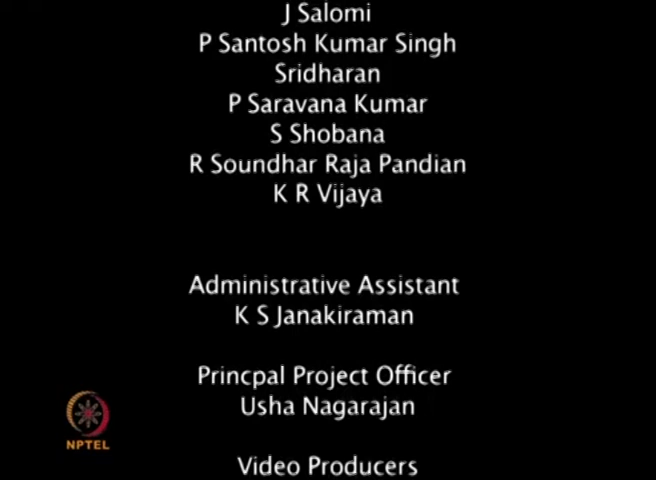 J Salomi
P Santosh Kumar Singh
Sridharan
P Saravana Kumar
S Shobana
R Soundhar Raja Pandian
K R Vijaya
Administrative Assistant
K S Janakiraman
Princpal Project Officer
Usha Nagarajan
NPTEL
Video Producers